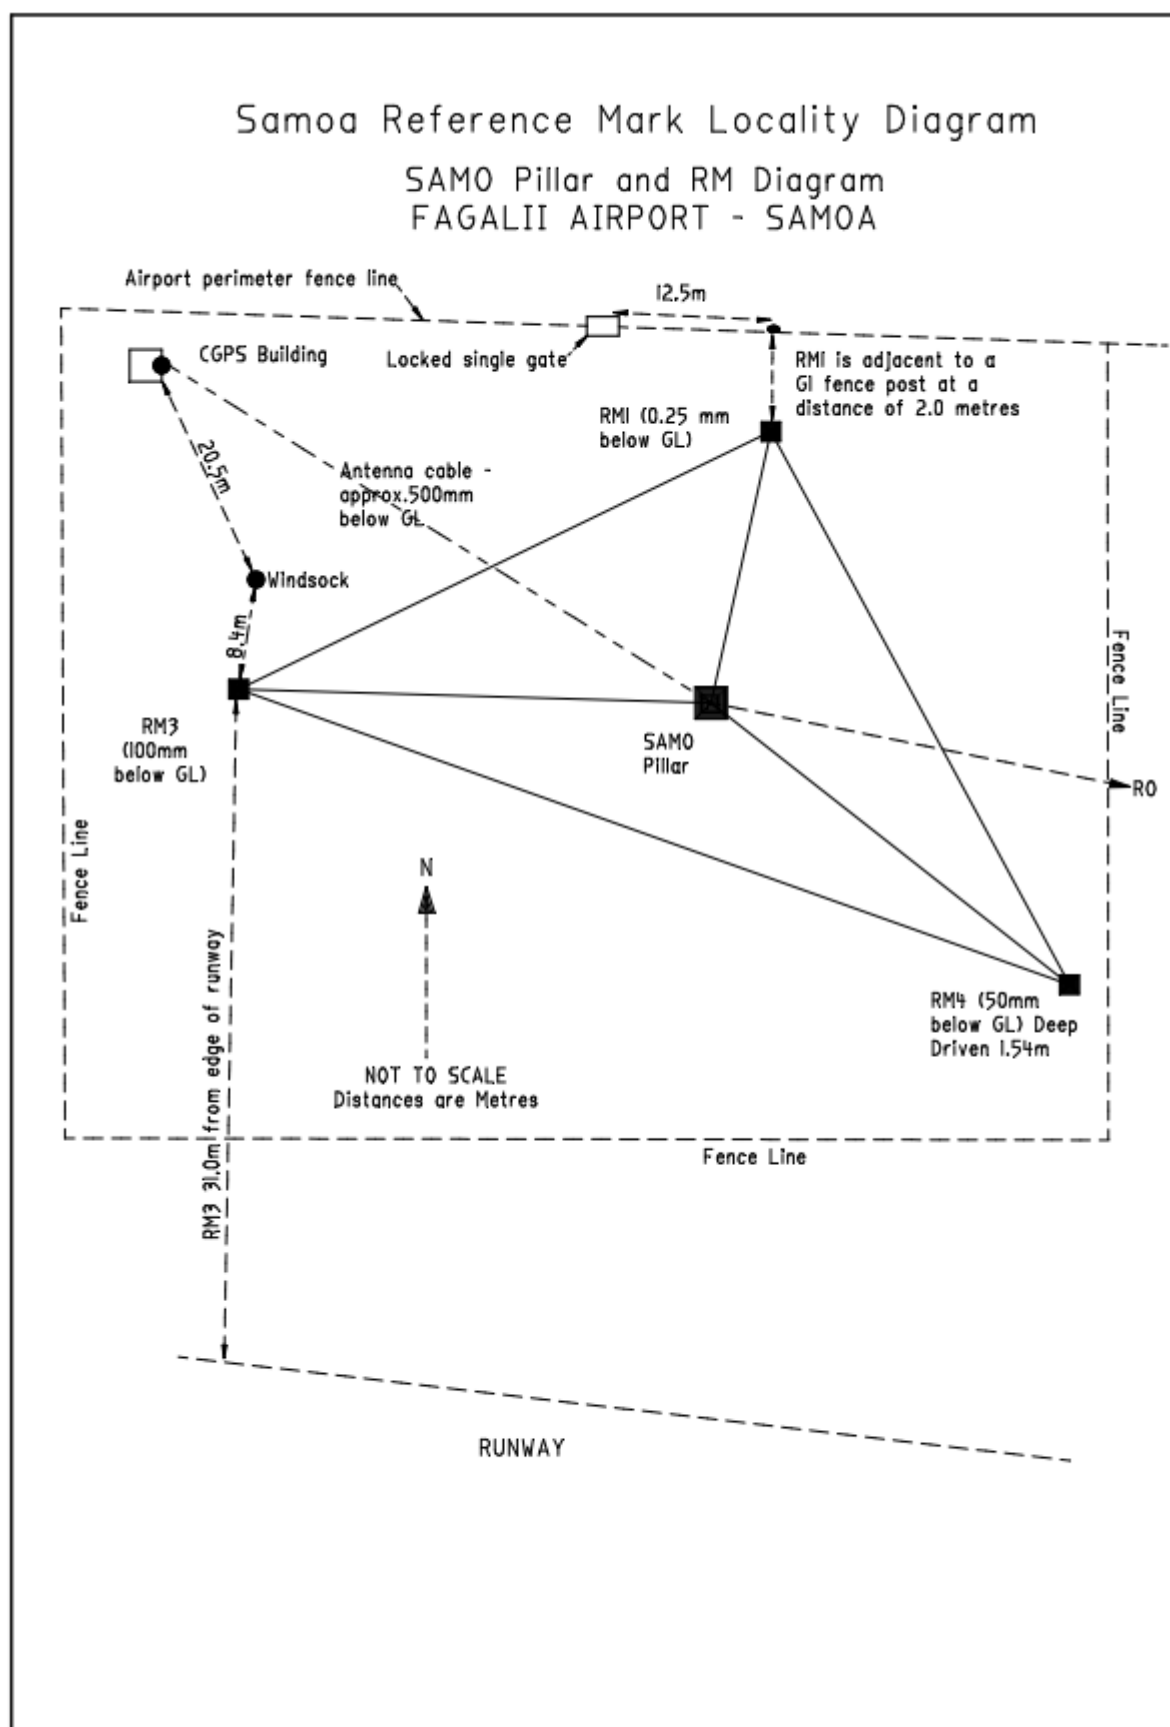 Samoa Reference Mark Locality Diagram
SAMO Pillar and RM Diagram
FAGALII AIRPORT - SAMOA
Airport perimeter fence line
12.5m
CGPS Building
Locked single gate
RM1 is adjacent to a
GI fence post at a
distance of 2.0 metres
RM1 (0.25 mm
below GL)
20.5m
Antenna cable -
approx.500mm
below GL
Windsock
8.4m
Fence Line
RM3
(100mm
below GL)
SAMO
Pillar
RO
Fence Line
N
RM3 31.0m from edge of runway
RM4 (50mm
below GL) Deep
Driven 1.54m
NOT TO SCALE
Distances are Metres
Fence Line
RUNWAY